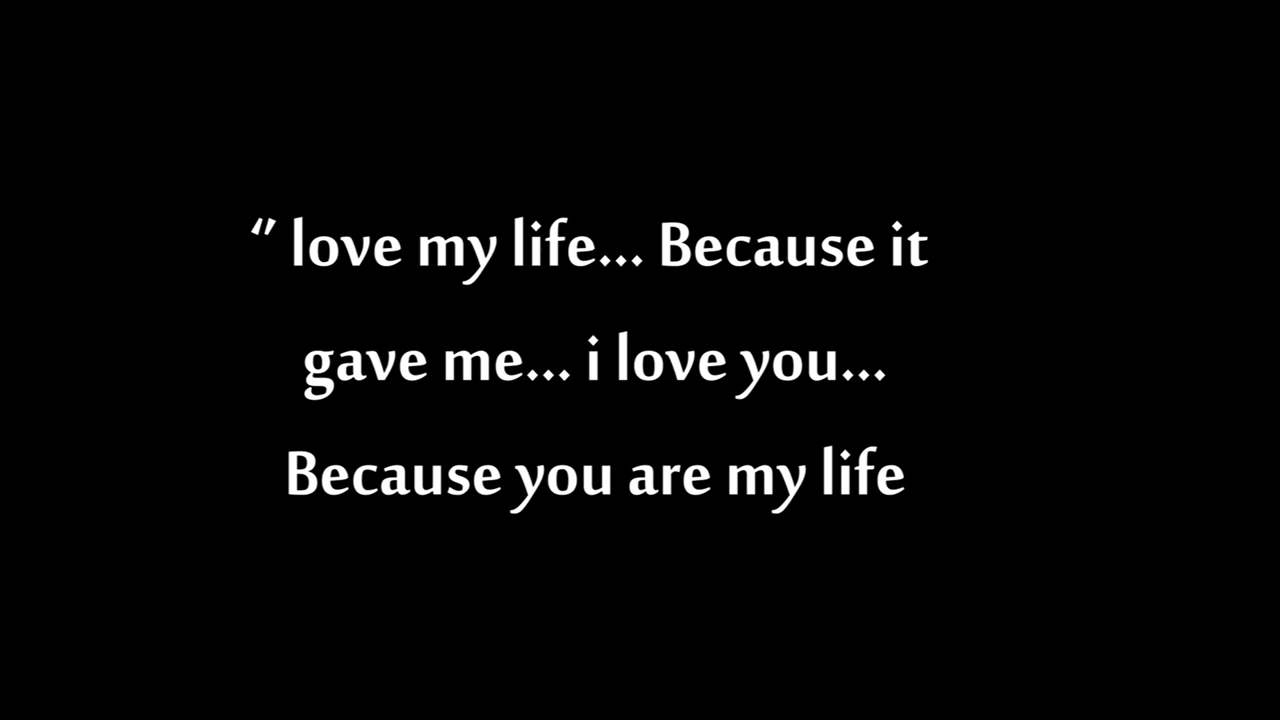 “ love my life... Because it
gave me... i love you...
Because you are my life